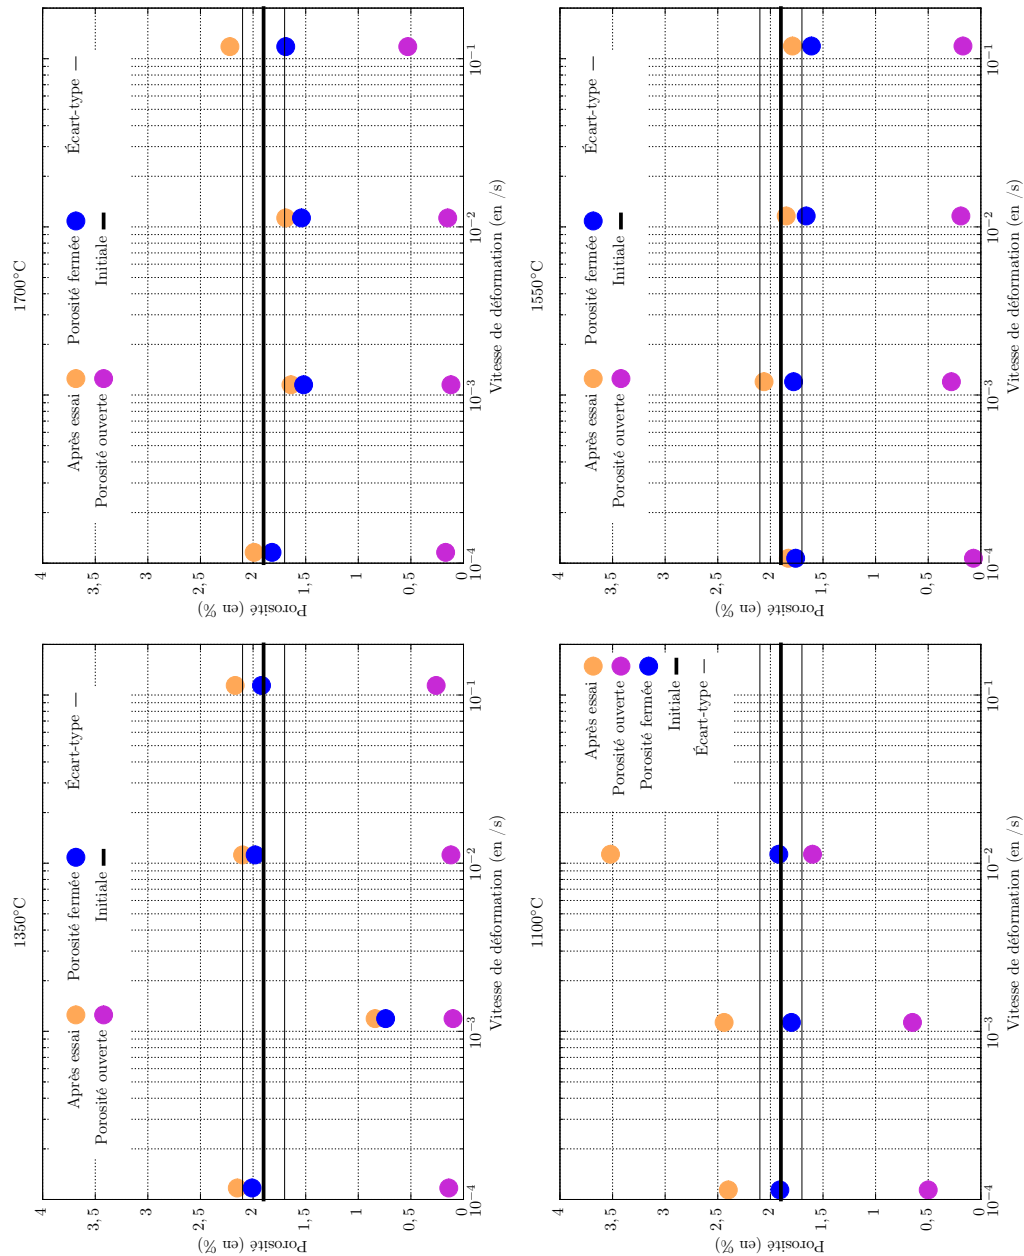 1350°C
Après essai
Porosité fermée
Écart-type
Porosité ouverte
Initiale
Porosité (en %)
4
3, 5
3
2, 5
2
1, 5
1
0, 5
0
10−4
10−3
10−2
10−1
Vitesse de déformation (en /s)
1700°C
Après essai
Porosité fermée
Écart-type
Porosité ouverte
Initiale
Porosité (en %)
4
3, 5
3
2, 5
2
1, 5
1
0, 5
0
10−4
10−3
10−2
10−1
Vitesse de déformation (en /s)
1100°C
Après essai
Porosité ouverte
Porosité fermée
Initiale
Écart-type
4
3, 5
3
2, 5
2
1, 5
1
0, 5
0
10−4
10−3
10−2
10−1
Vitesse de déformation (en /s)
1550°C
Après essai
Porosité fermée
Écart-type
Porosité ouverte
Initiale
Porosité (en %)
4
3, 5
3
2, 5
2
1, 5
1
0, 5
0
10−4
10−3
10−2
10−1
Vitesse de déformation (en /s)
Porosité (en %)